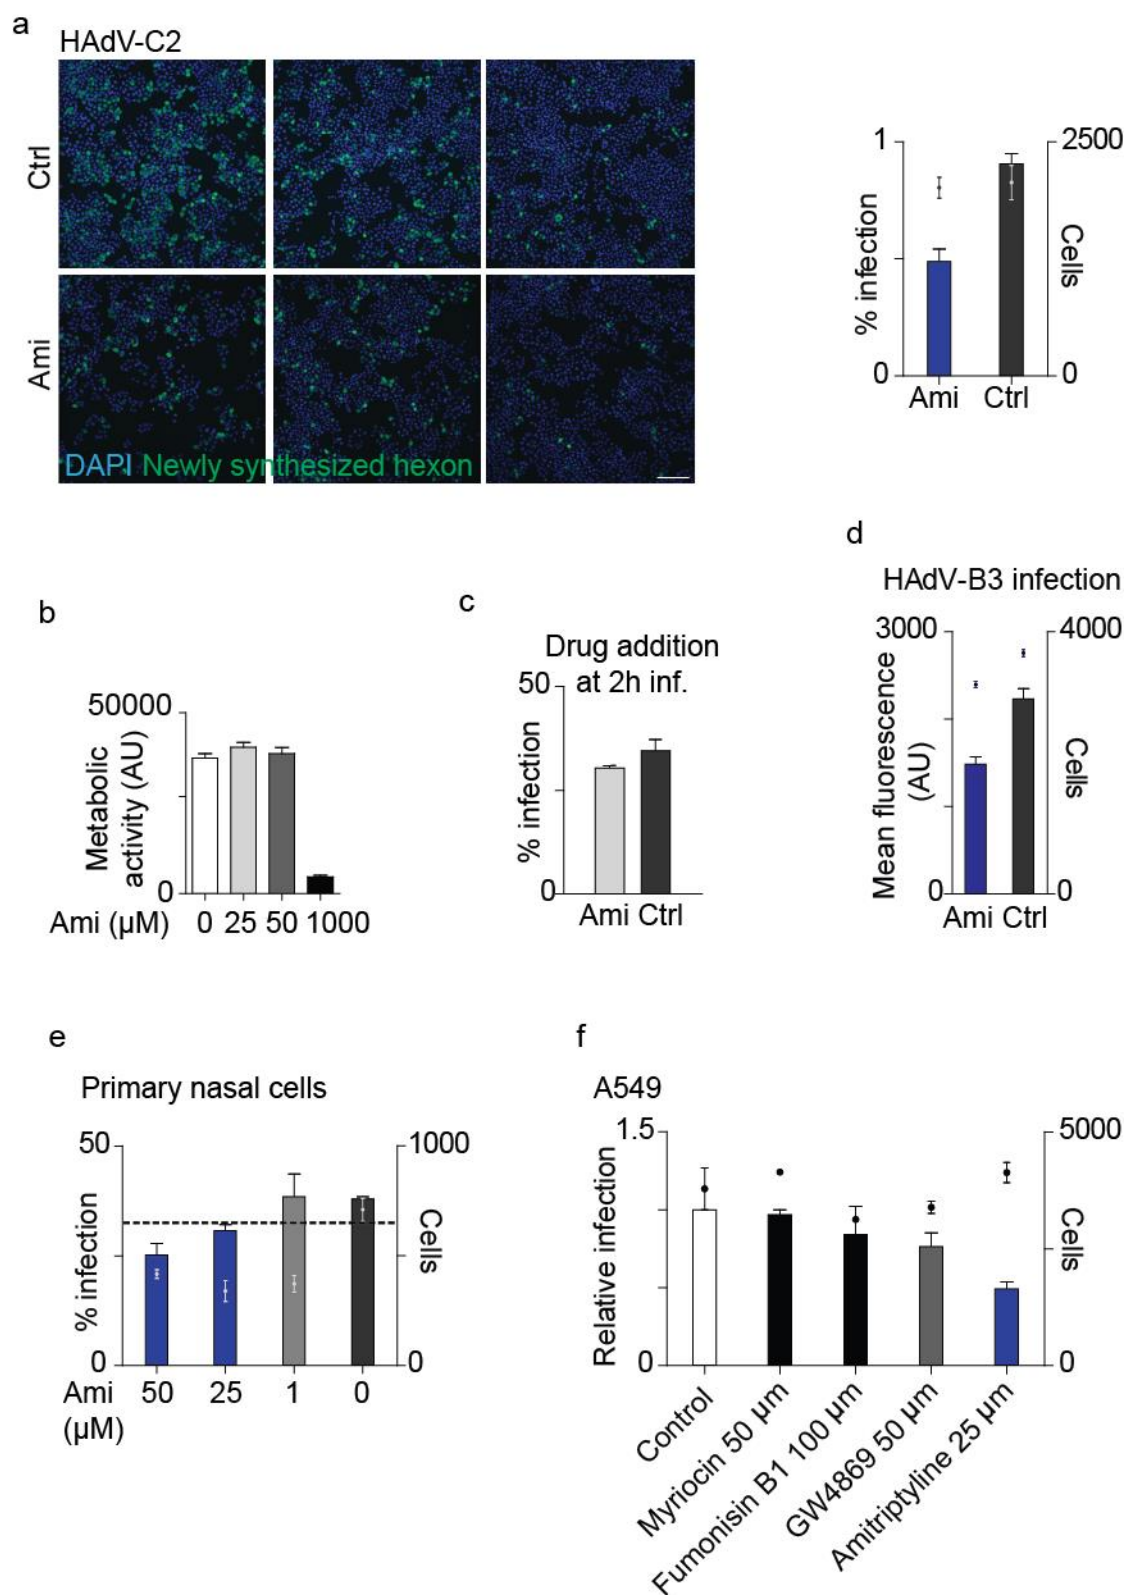 a
HAdV-C2
Ctrl
Ami
DAPI Newly synthesized hexon
1
0
% infection
2500
0
Cells
Ami Ctrl
b
50000
0
Metabolic
activity (AU)
Ami (µM) 0 25 50 1000
c
Drug addition
at 2h inf.
50
0
% infection
Ami Ctrl
d
HAdV-B3 infection
3000
0
Mean fluorescence
(AU)
4000
0
Cells
Ami Ctrl
e
Primary nasal cells
50
0
% infection
1000
0
Cells
Ami 50 25 1 0
(µM)
f
A549
1.5
0
Relative infection
5000
0
Cells
Control
Myriocin 50 µm
Fumonisin B1 100 µm
GW4869 50 µm
Amitriptyline 25 µm